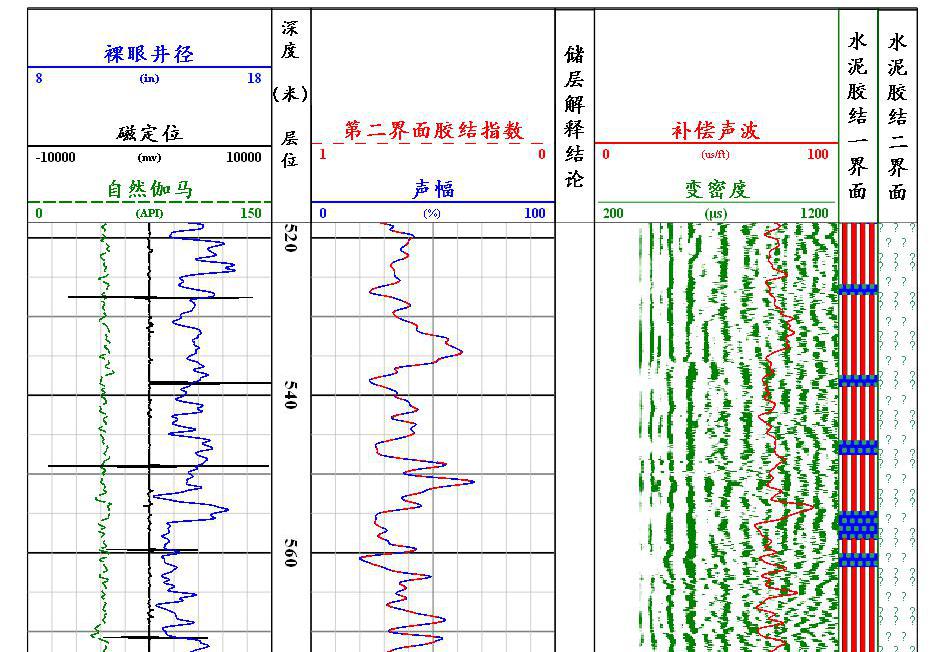 裸眼井径
8 (in) 18
磁定位
-10000 (mv) 10000
自然伽马
0 (API) 150
深度
(米)
层位
第二界面胶结指数
1 0
声幅
0 (%) 100
储层解释结论
补偿声波
0 (us/ft) 100
变密度
200 (μs) 1200
水泥胶结一界面
水泥胶结二界面
520
540
560